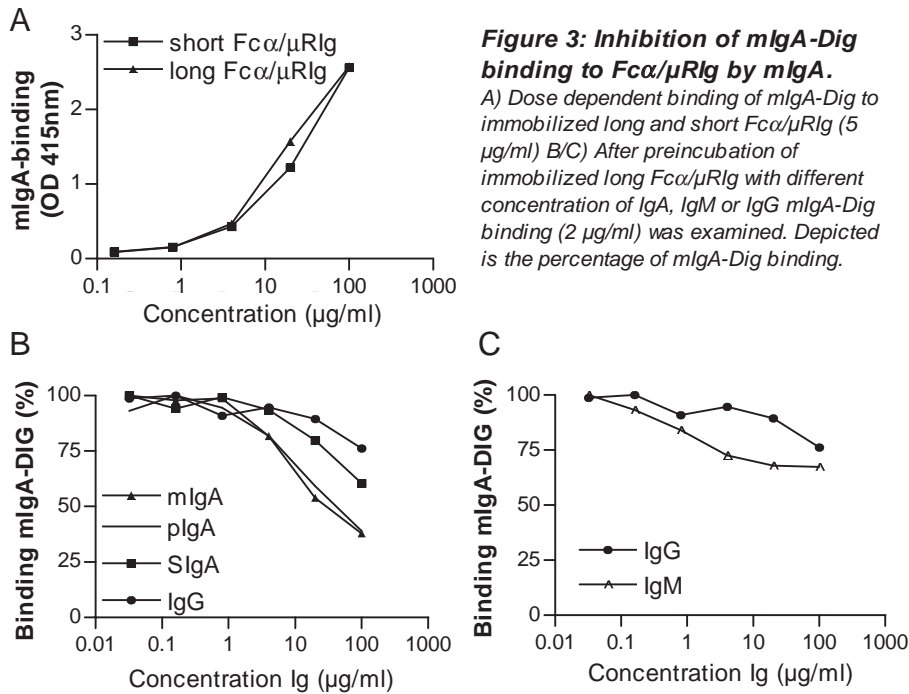 A
3
2
1
0
mIgA-binding
(OD 415nm)
short Fcα/μRIg
long Fcα/μRIg
0.1 1 10 100 1000
Concentration (μg/ml)
Figure 3: Inhibition of mIgA-Dig
binding to Fcα/μRIg by mIgA.
A) Dose dependent binding of mIgA-Dig to
immobilized long and short Fcα/μRIg (5
μg/ml) B/C) After preincubation of
immobilized long Fcα/μRIg with different
concentration of IgA, IgM or IgG mIgA-Dig
binding (2 μg/ml) was examined. Depicted
is the percentage of mIgA-Dig binding.
B
100
75
50
25
0
Binding mIgA-DIG (%)
mIgA
pIgA
SIgA
IgG
0.01 0.1 1 10 100 1000
Concentration Ig (μg/ml)
C
100
75
50
25
0
Binding mIgA-DIG (%)
IgG
IgM
0.01 0.1 1 10 100 1000
Concentration Ig (μg/ml)